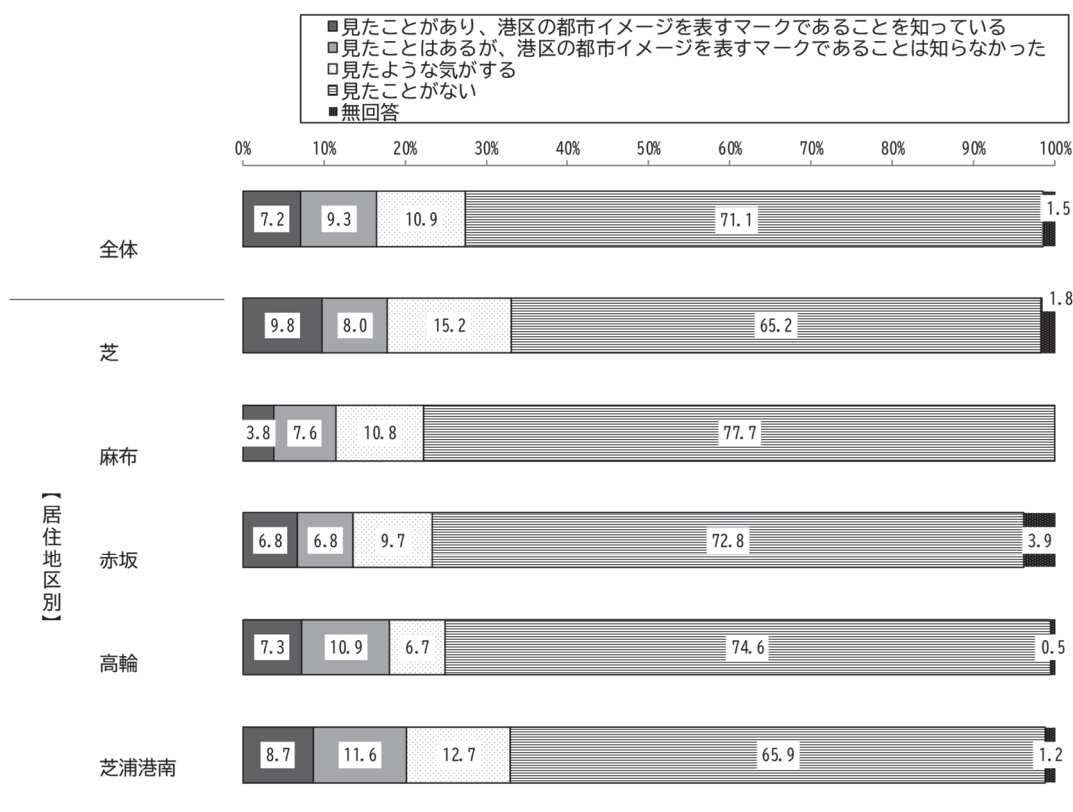 見たことがあり、港区の都市イメージを表すマークであることを知っている
見たことはあるが、港区の都市イメージを表すマークであることは知らなかった
見たような気がする
見たことがない
無回答
0% 10% 20% 30% 40% 50% 60% 70% 80% 90% 100%
全体 7.2 9.3 10.9 71.1 1.5
【居住地区別】
芝 9.8 8.0 15.2 65.2 1.8
麻布 3.8 7.6 10.8 77.7
赤坂 6.8 6.8 9.7 72.8 3.9
高輪 7.3 10.9 6.7 74.6 0.5
芝浦港南 8.7 11.6 12.7 65.9 1.2